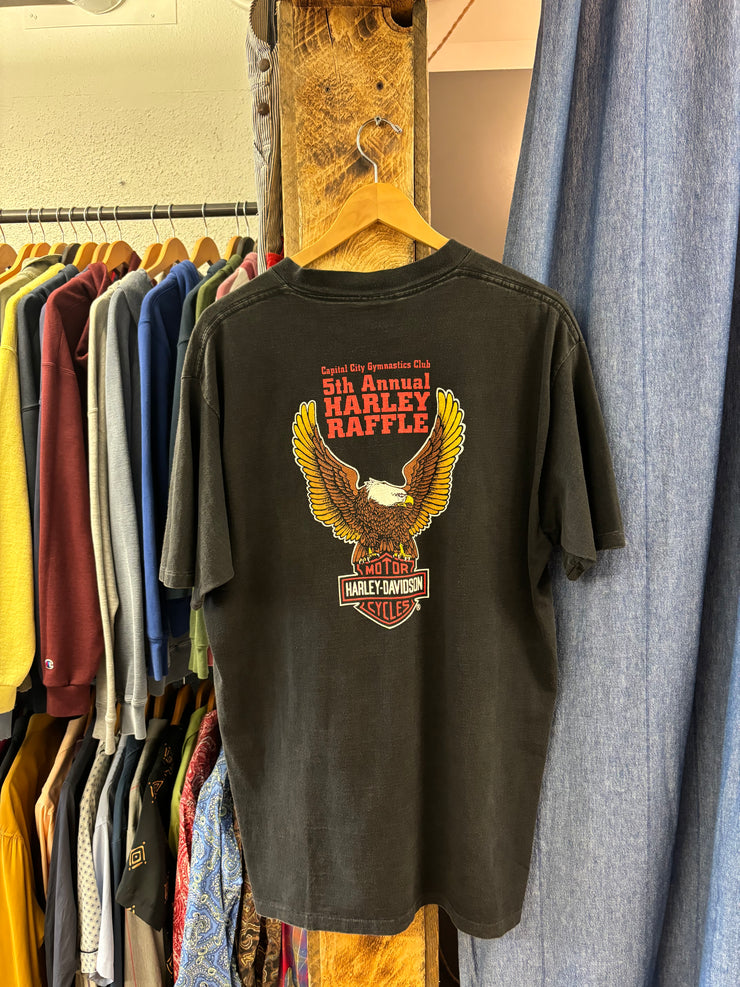 Capital City Gymnastics Club
5th Annual
HARLEY
RAFFLE
MOTOR
HARLEY-DAVIDSON
CYCLES
®